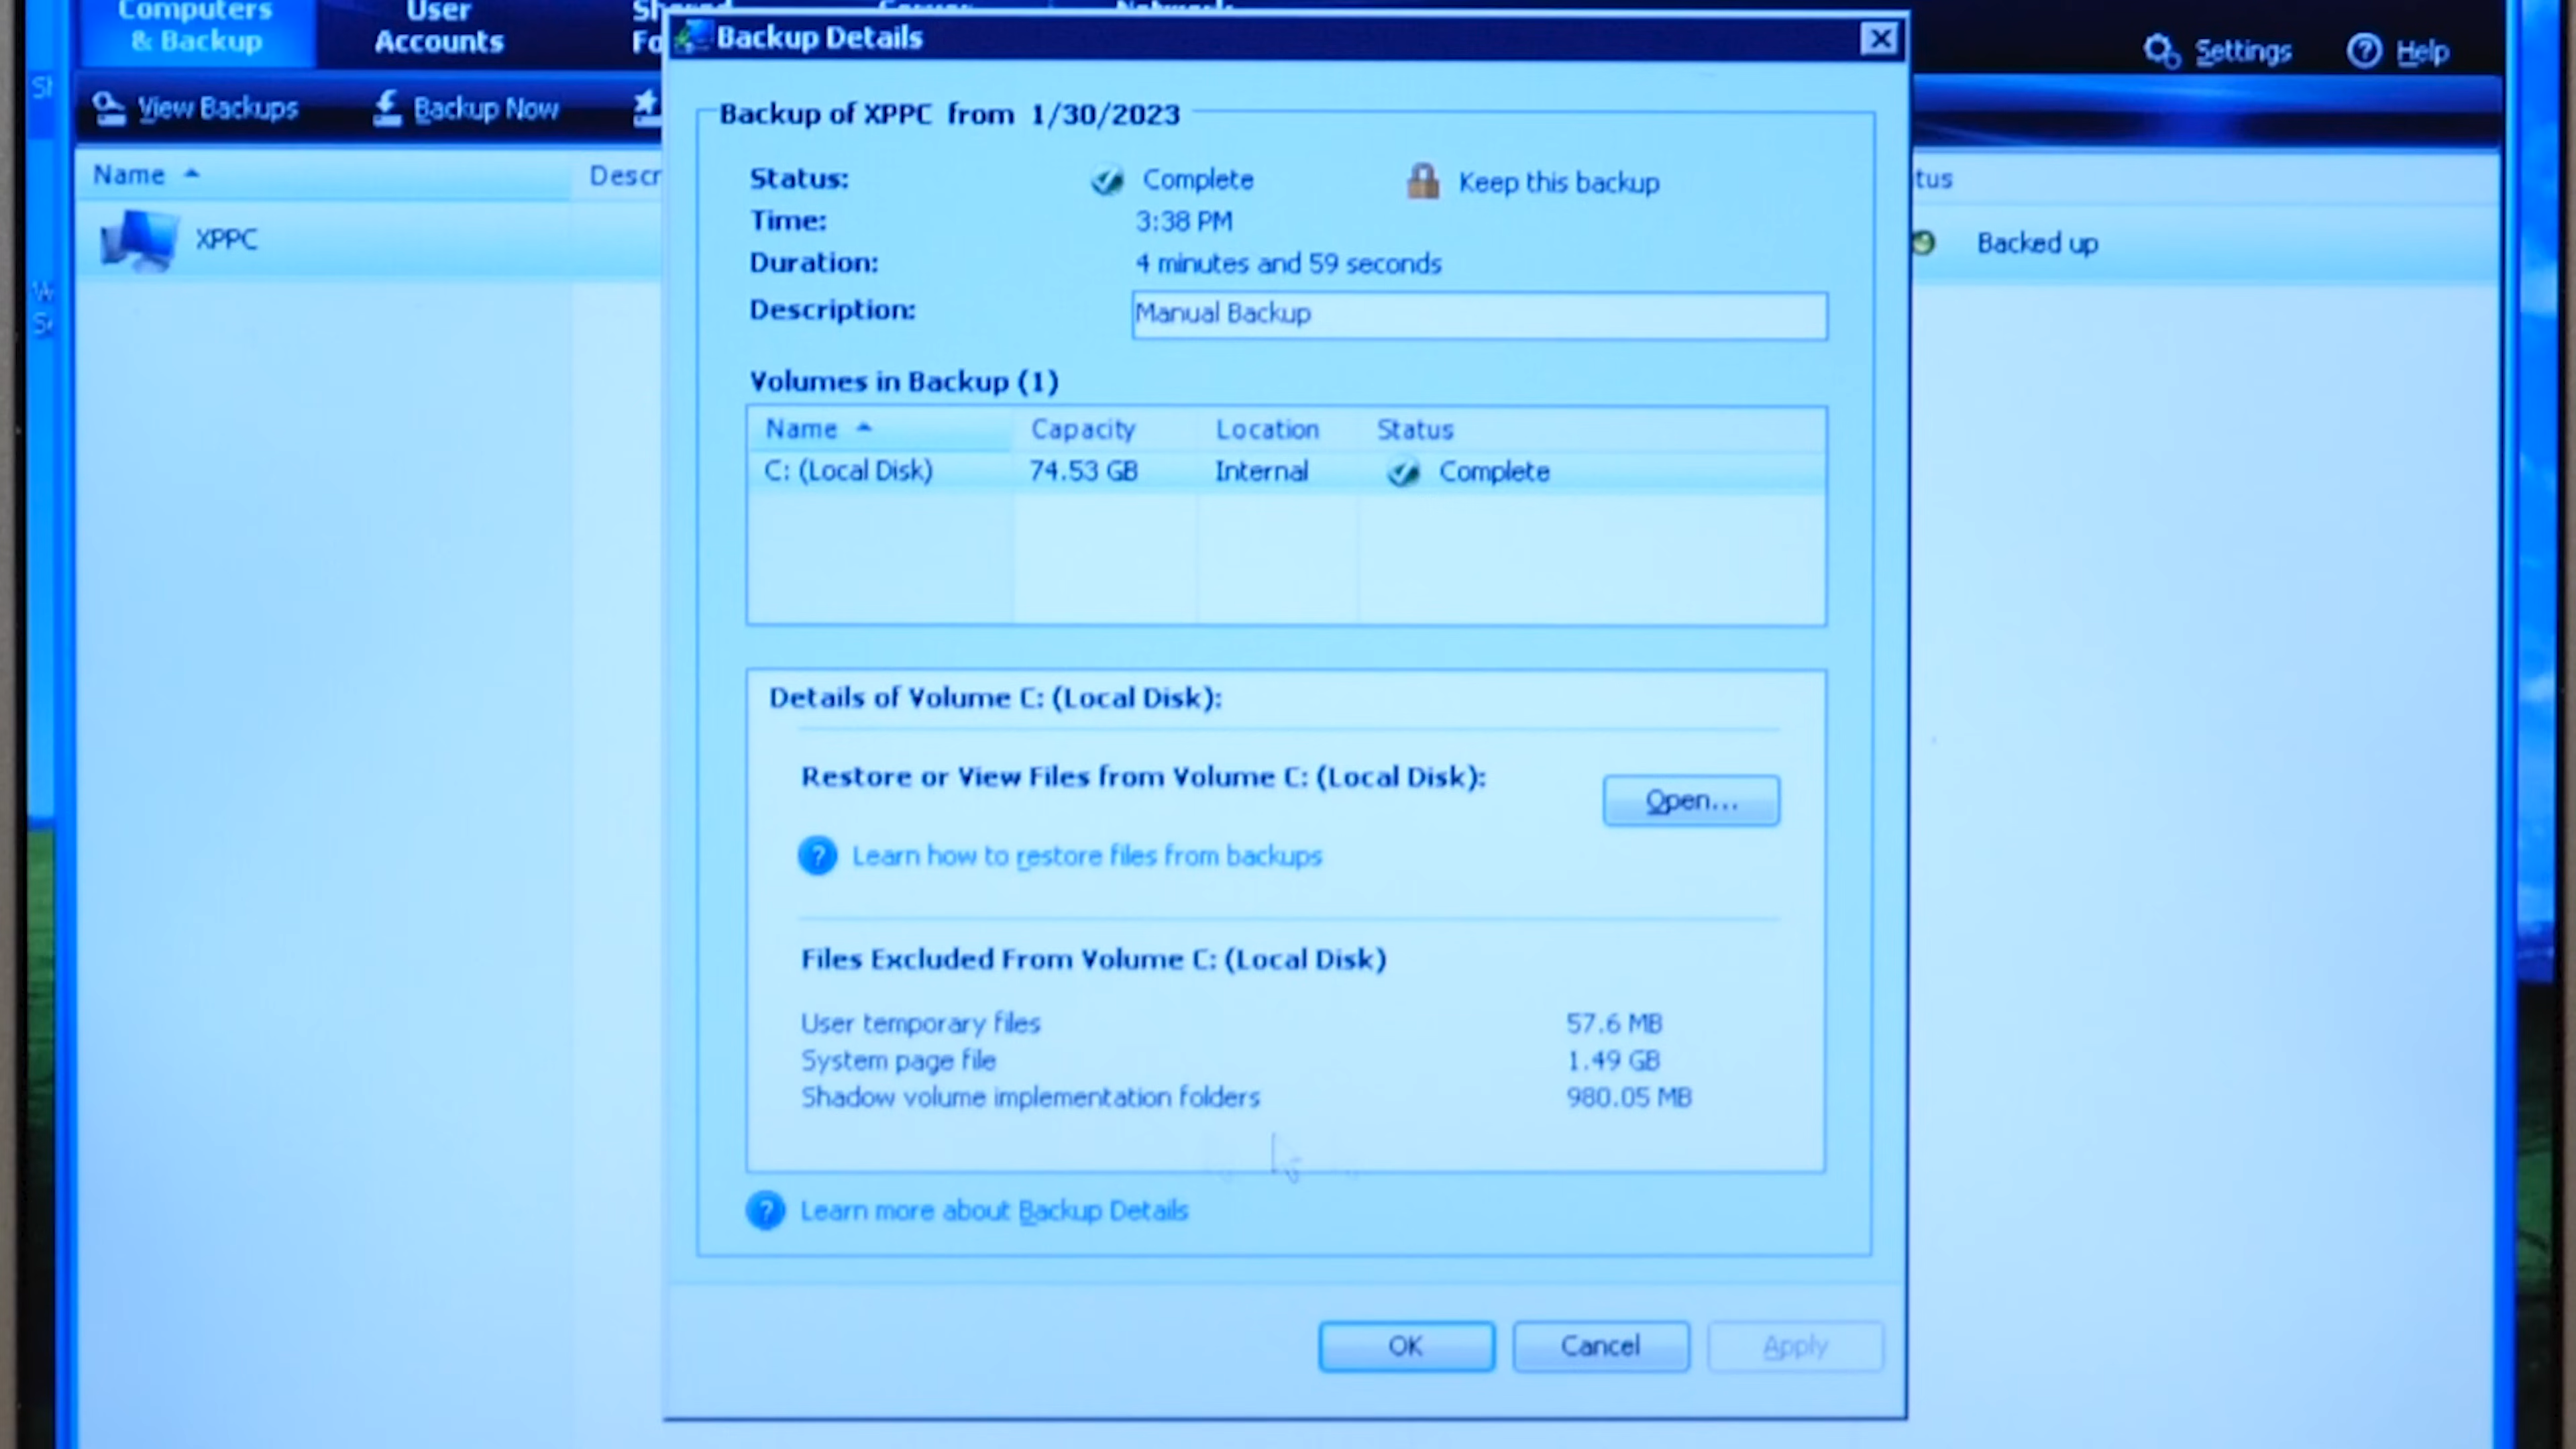 Computers
& Backup
User
Accounts
Settings
Help
View Backups
Backup Now
Name
Descr
tus
XPPC
Backed up
Backup Details
Backup of XPPC from 1/30/2023
Status:
Complete
Keep this backup
Time:
3:38 PM
Duration:
4 minutes and 59 seconds
Description:
Manual Backup
Volumes in Backup (1)
Name
Capacity
Location
Status
C: (Local Disk)
74.53 GB
Internal
Complete
Details of Volume C: (Local Disk):
Restore or View Files from Volume C: (Local Disk):
Open...
Learn how to restore files from backups
Files Excluded From Volume C: (Local Disk)
User temporary files
57.6 MB
System page file
1.49 GB
Shadow volume implementation folders
980.05 MB
Learn more about Backup Details
OK
Cancel
Apply